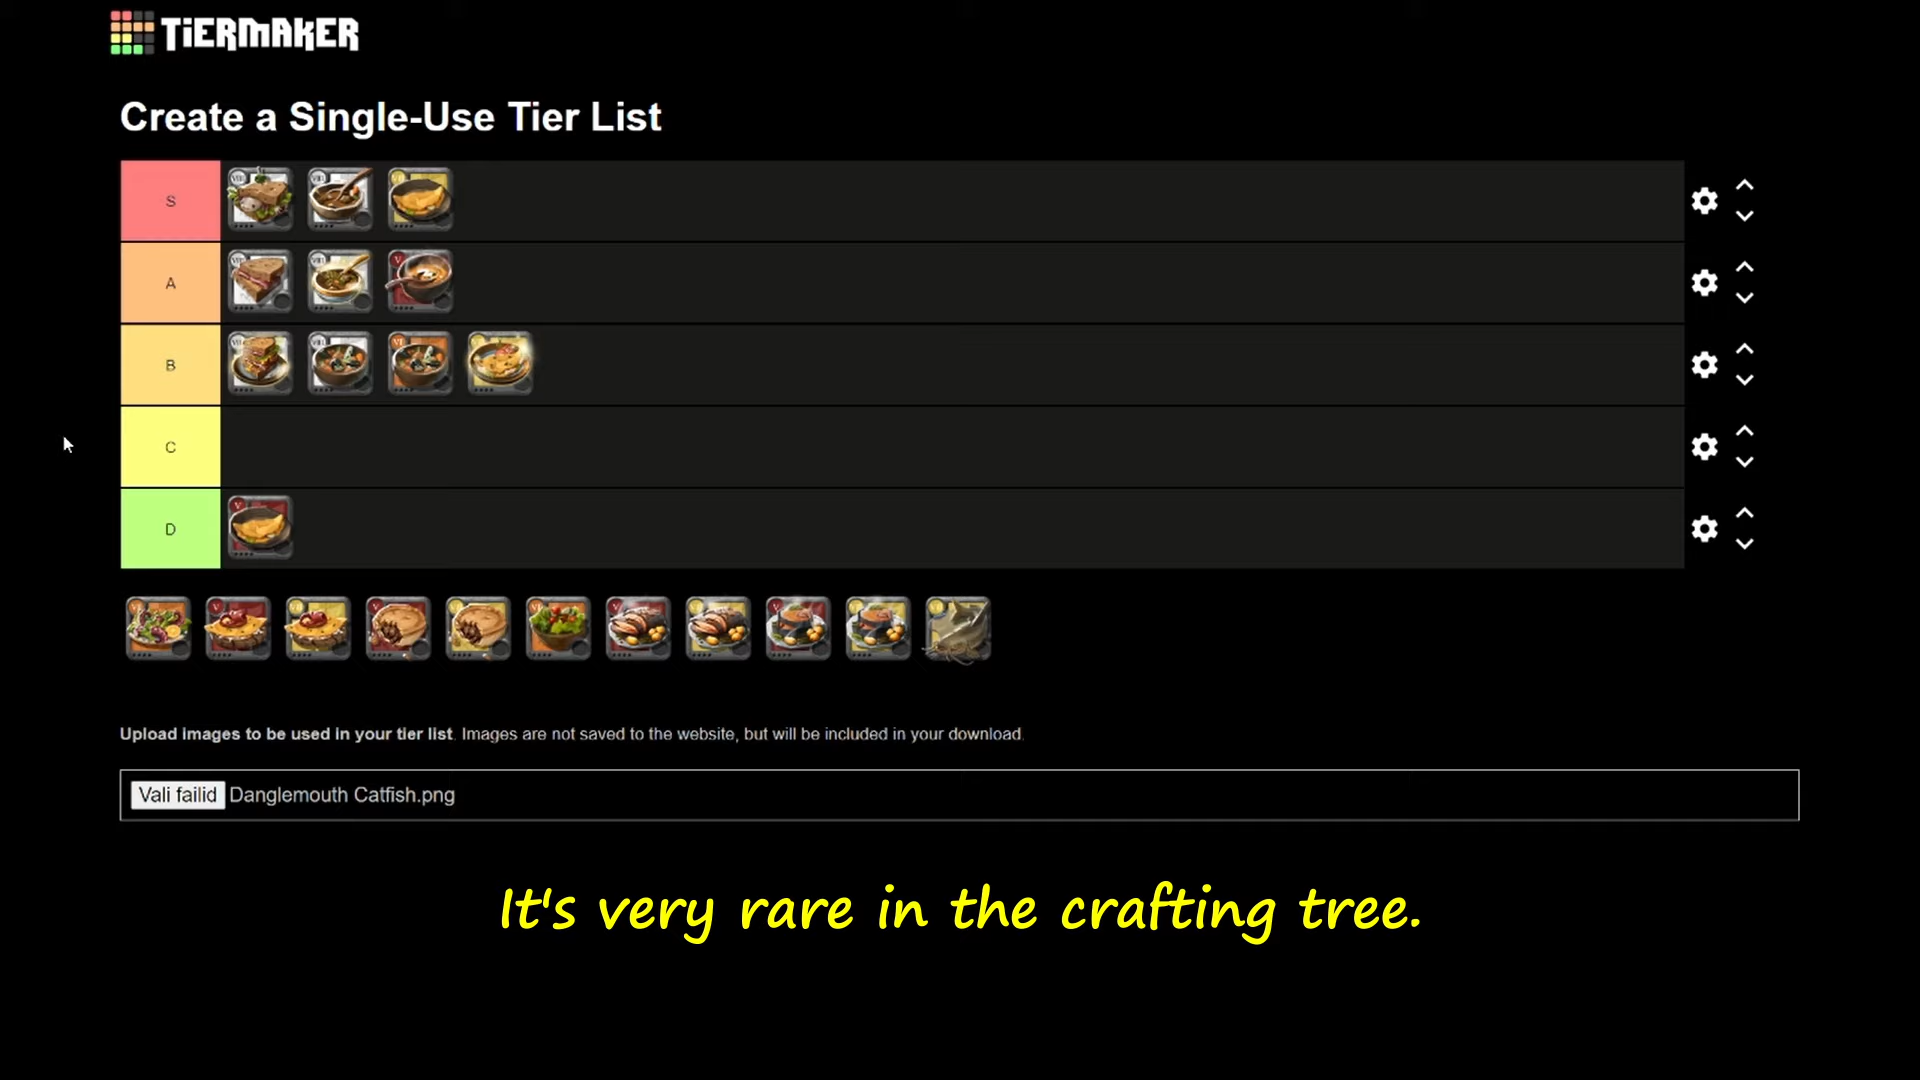 TiERMAKER
Create a Single-Use Tier List
S
A
B
C
D
Upload images to be used in your tier list. Images are not saved to the website, but will be included in your download.
Vali failid Danglemouth Catfish.png
It's very rare in the crafting tree.